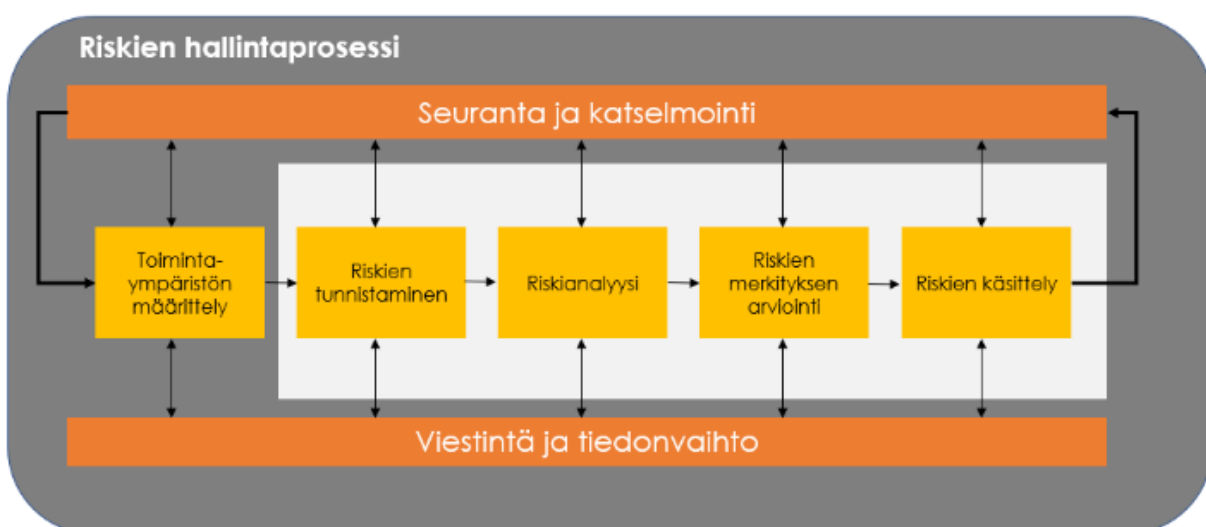 Riskien hallintaprosessi
Seuranta ja katselmointi
Toiminta-
ympäristön
määrittely
Riskien
tunnistaminen
Riskianalyysi
Riskien
merkityksen
arviointi
Riskien käsittely
Viestintä ja tiedonvaihto